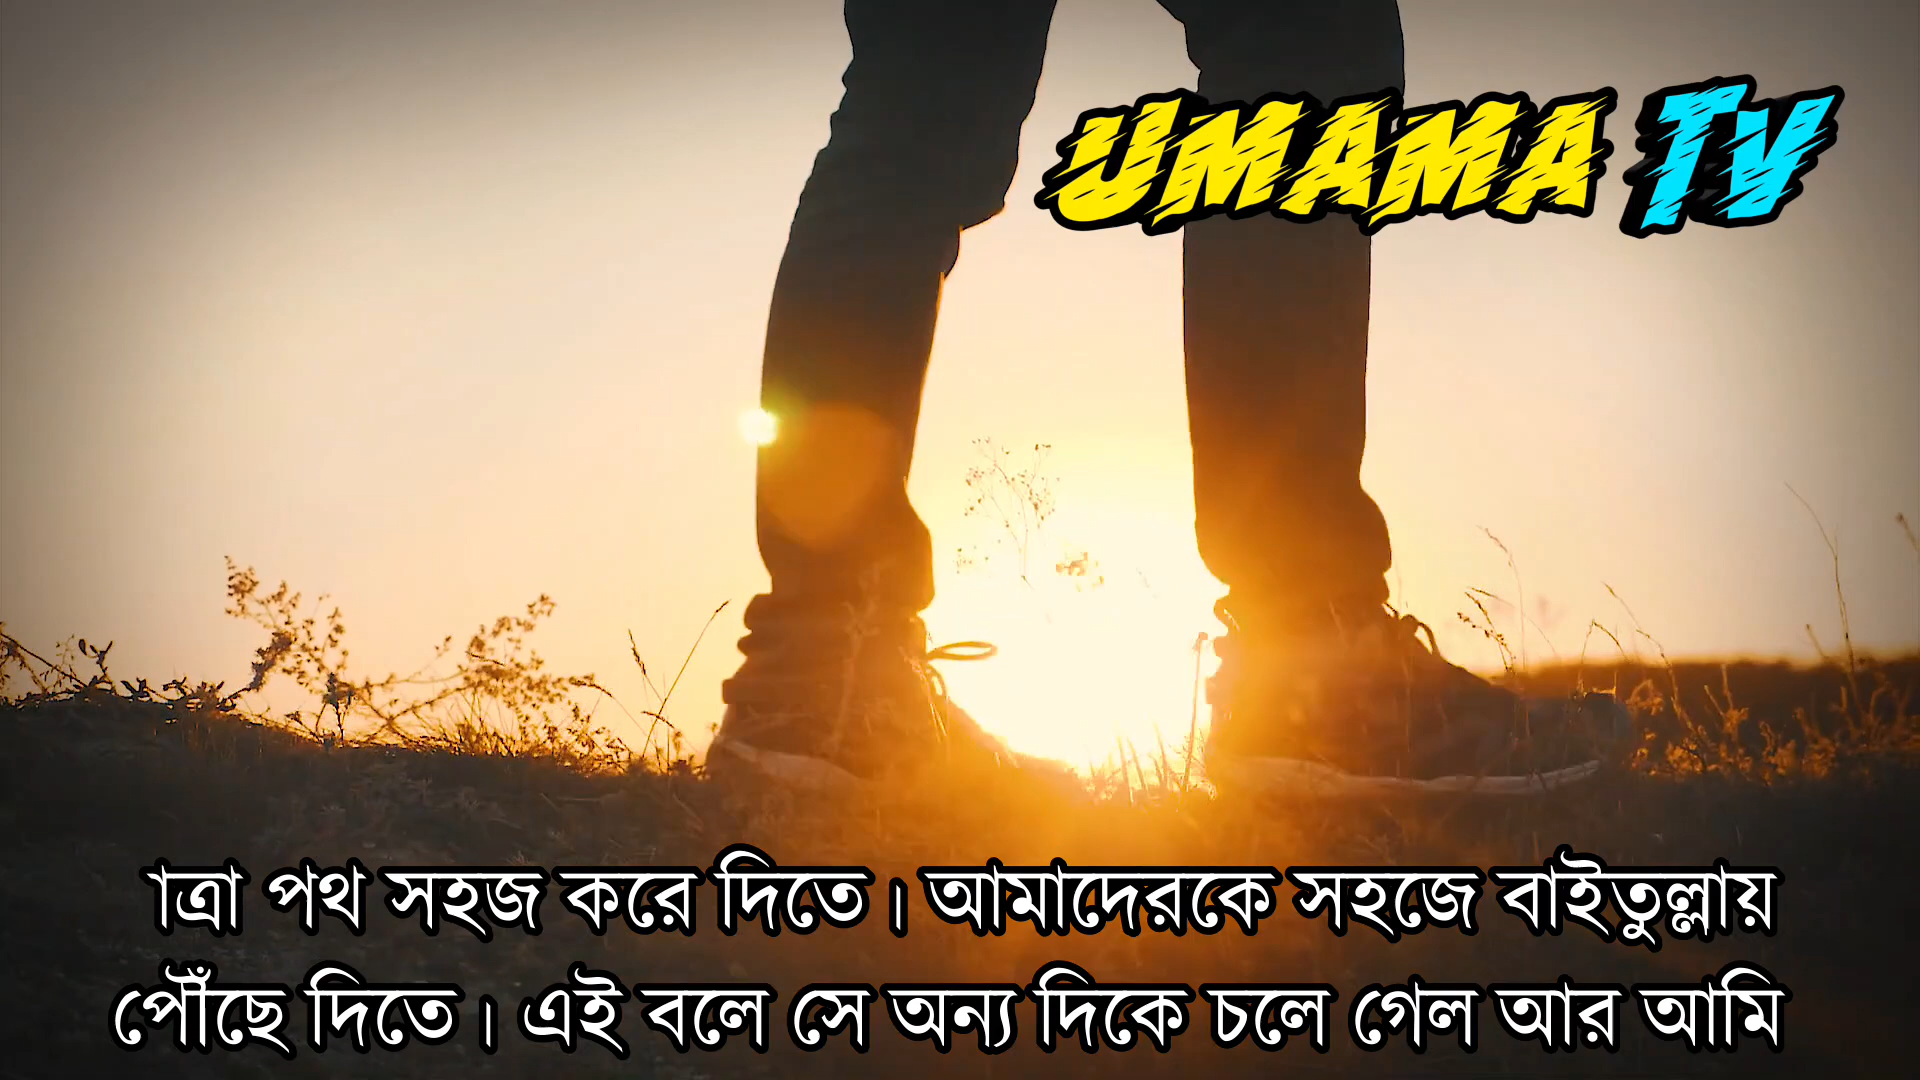 UMAMA Tv
াত্রা পথ সহজ করে দিতে। আমাদেরকে সহজে বাইতুল্লায়
পৌঁছে দিতে। এই বলে সে অন্য দিকে চলে গেল আর আমি